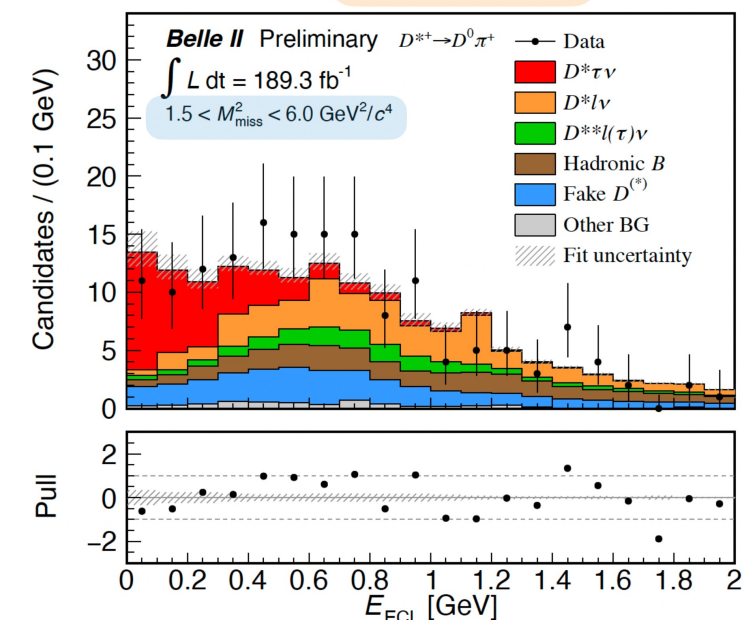 Belle II Preliminary
D*+→D⁰π+
∫ L dt = 189.3 fb⁻¹
1.5 < M²miss < 6.0 GeV²/c⁴
Data
D*τν
D*lν
D**l(τ)ν
Hadronic B
Fake D(*)
Other BG
Fit uncertainty
Candidates / (0.1 GeV)
30
25
20
15
10
5
0
Pull
2
0
−2
0 0.2 0.4 0.6 0.8 1 1.2 1.4 1.6 1.8 2
E_ECL [GeV]